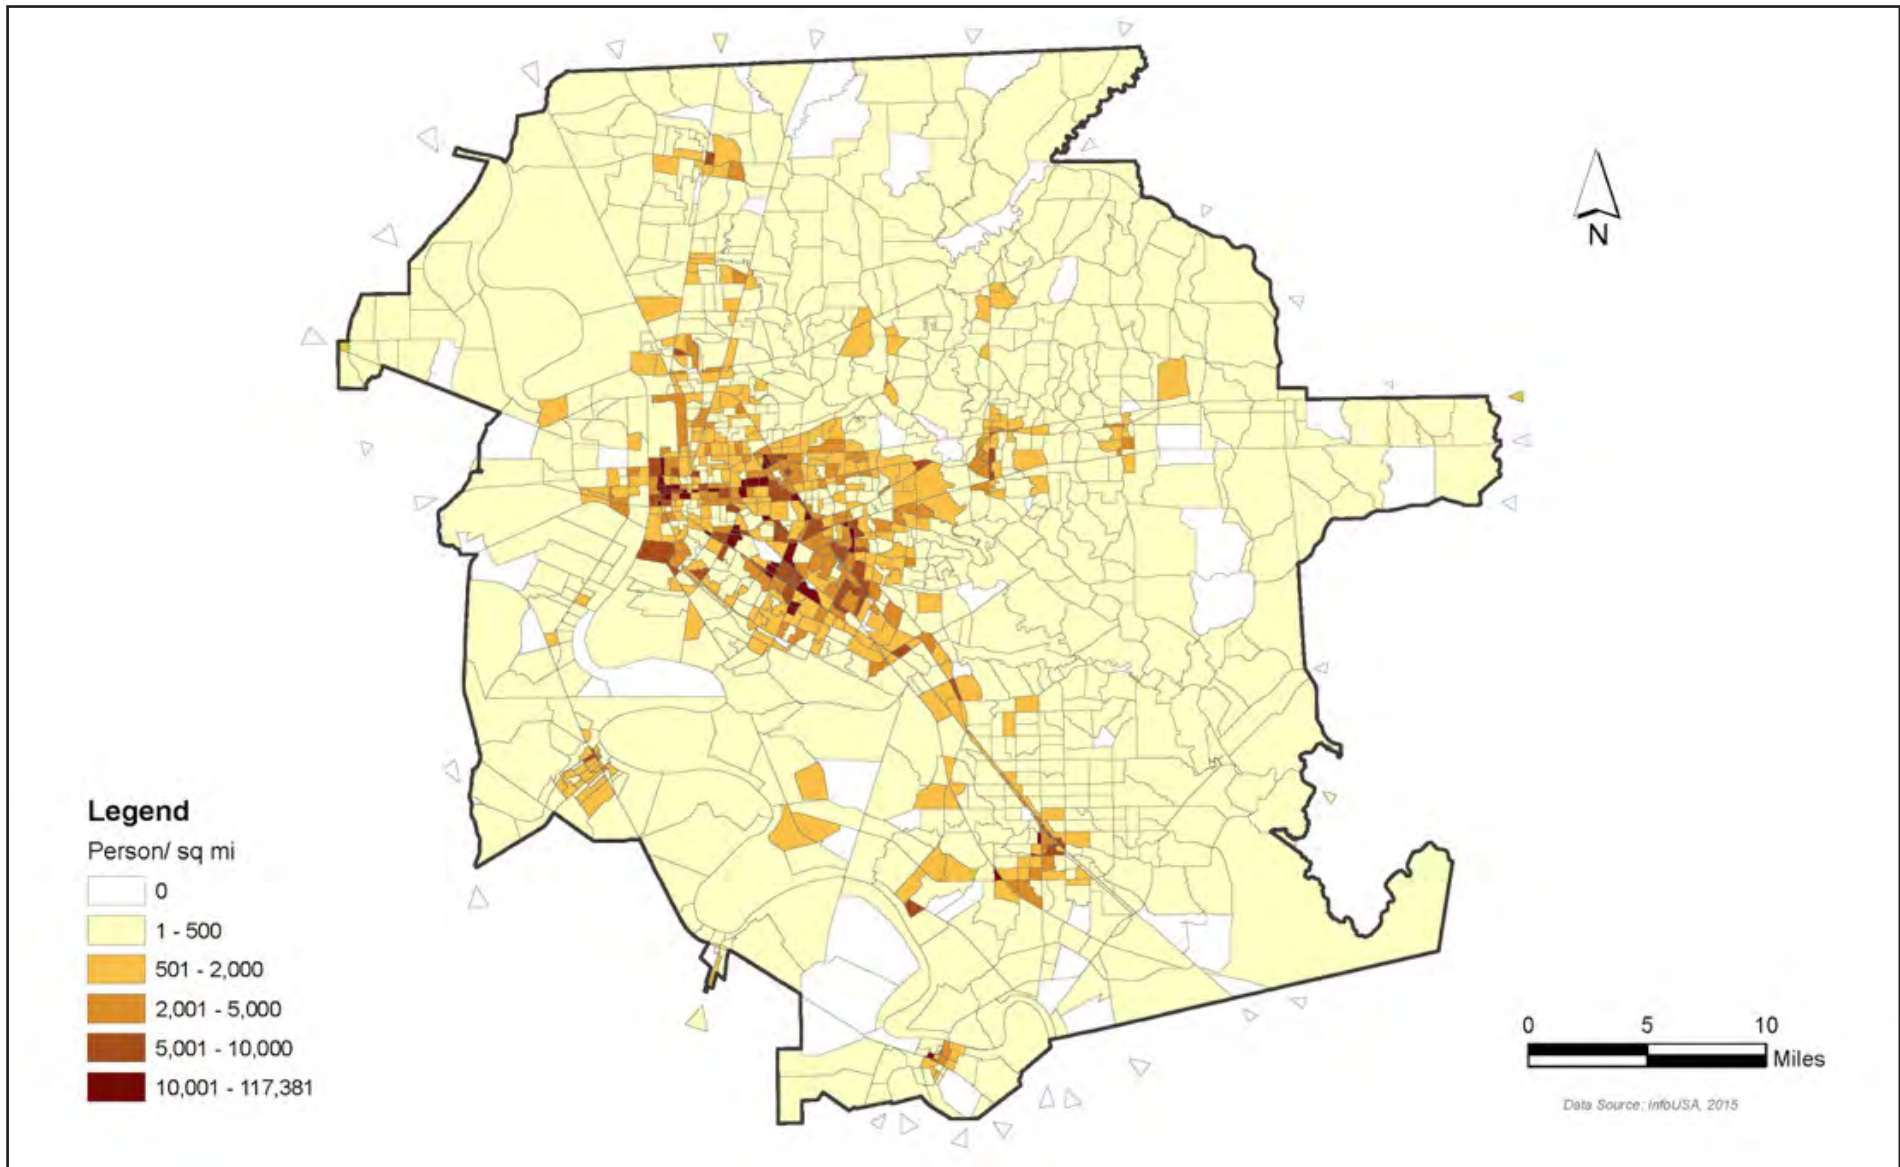 N
Legend
Person/ sq mi
0
1 - 500
501 - 2,000
2,001 - 5,000
5,001 - 10,000
10,001 - 117,381
0 5 10
Miles
Data Source: InfoUSA, 2015